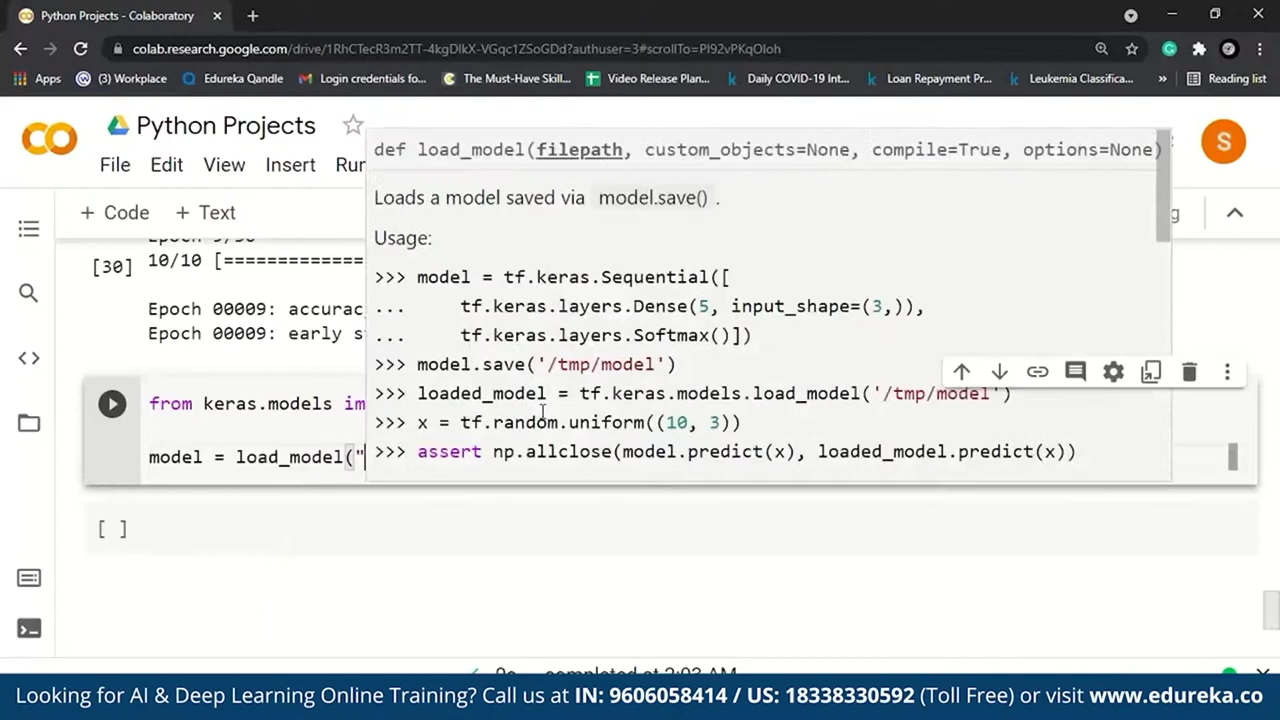 Python Projects - Colaboratory
colab.research.google.com/drive/1RhCTecR3m2TT-4kgDlkX-VGqc1ZSoGDd?authuser=3#scrollTo=Pl92vPKqOloh
Apps (3) Workplace Edureka Qandle Login credentials fo... The Must-Have Skill... Video Release Plan... Daily COVID-19 Int... Loan Repayment Pr... Leukemia Classifica... » Reading list
Python Projects
S
File Edit View Insert Run
+ Code + Text
def load_model(filepath, custom_objects=None, compile=True, options=None)
Loads a model saved via model.save() .
Usage:
>>> model = tf.keras.Sequential([
... tf.keras.layers.Dense(5, input_shape=(3,)),
... tf.keras.layers.Softmax()])
>>> model.save('/tmp/model')
>>> loaded_model = tf.keras.models.load_model('/tmp/model')
>>> x = tf.random.uniform((10, 3))
>>> assert np.allclose(model.predict(x), loaded_model.predict(x))
[30] 10/10 [==============
Epoch 00009: accurac
Epoch 00009: early s
from keras.models im
model = load_model("
[ ]
completed at 2:03 AM
Looking for AI & Deep Learning Online Training? Call us at IN: 9606058414 / US: 18338330592 (Toll Free) or visit www.edureka.co